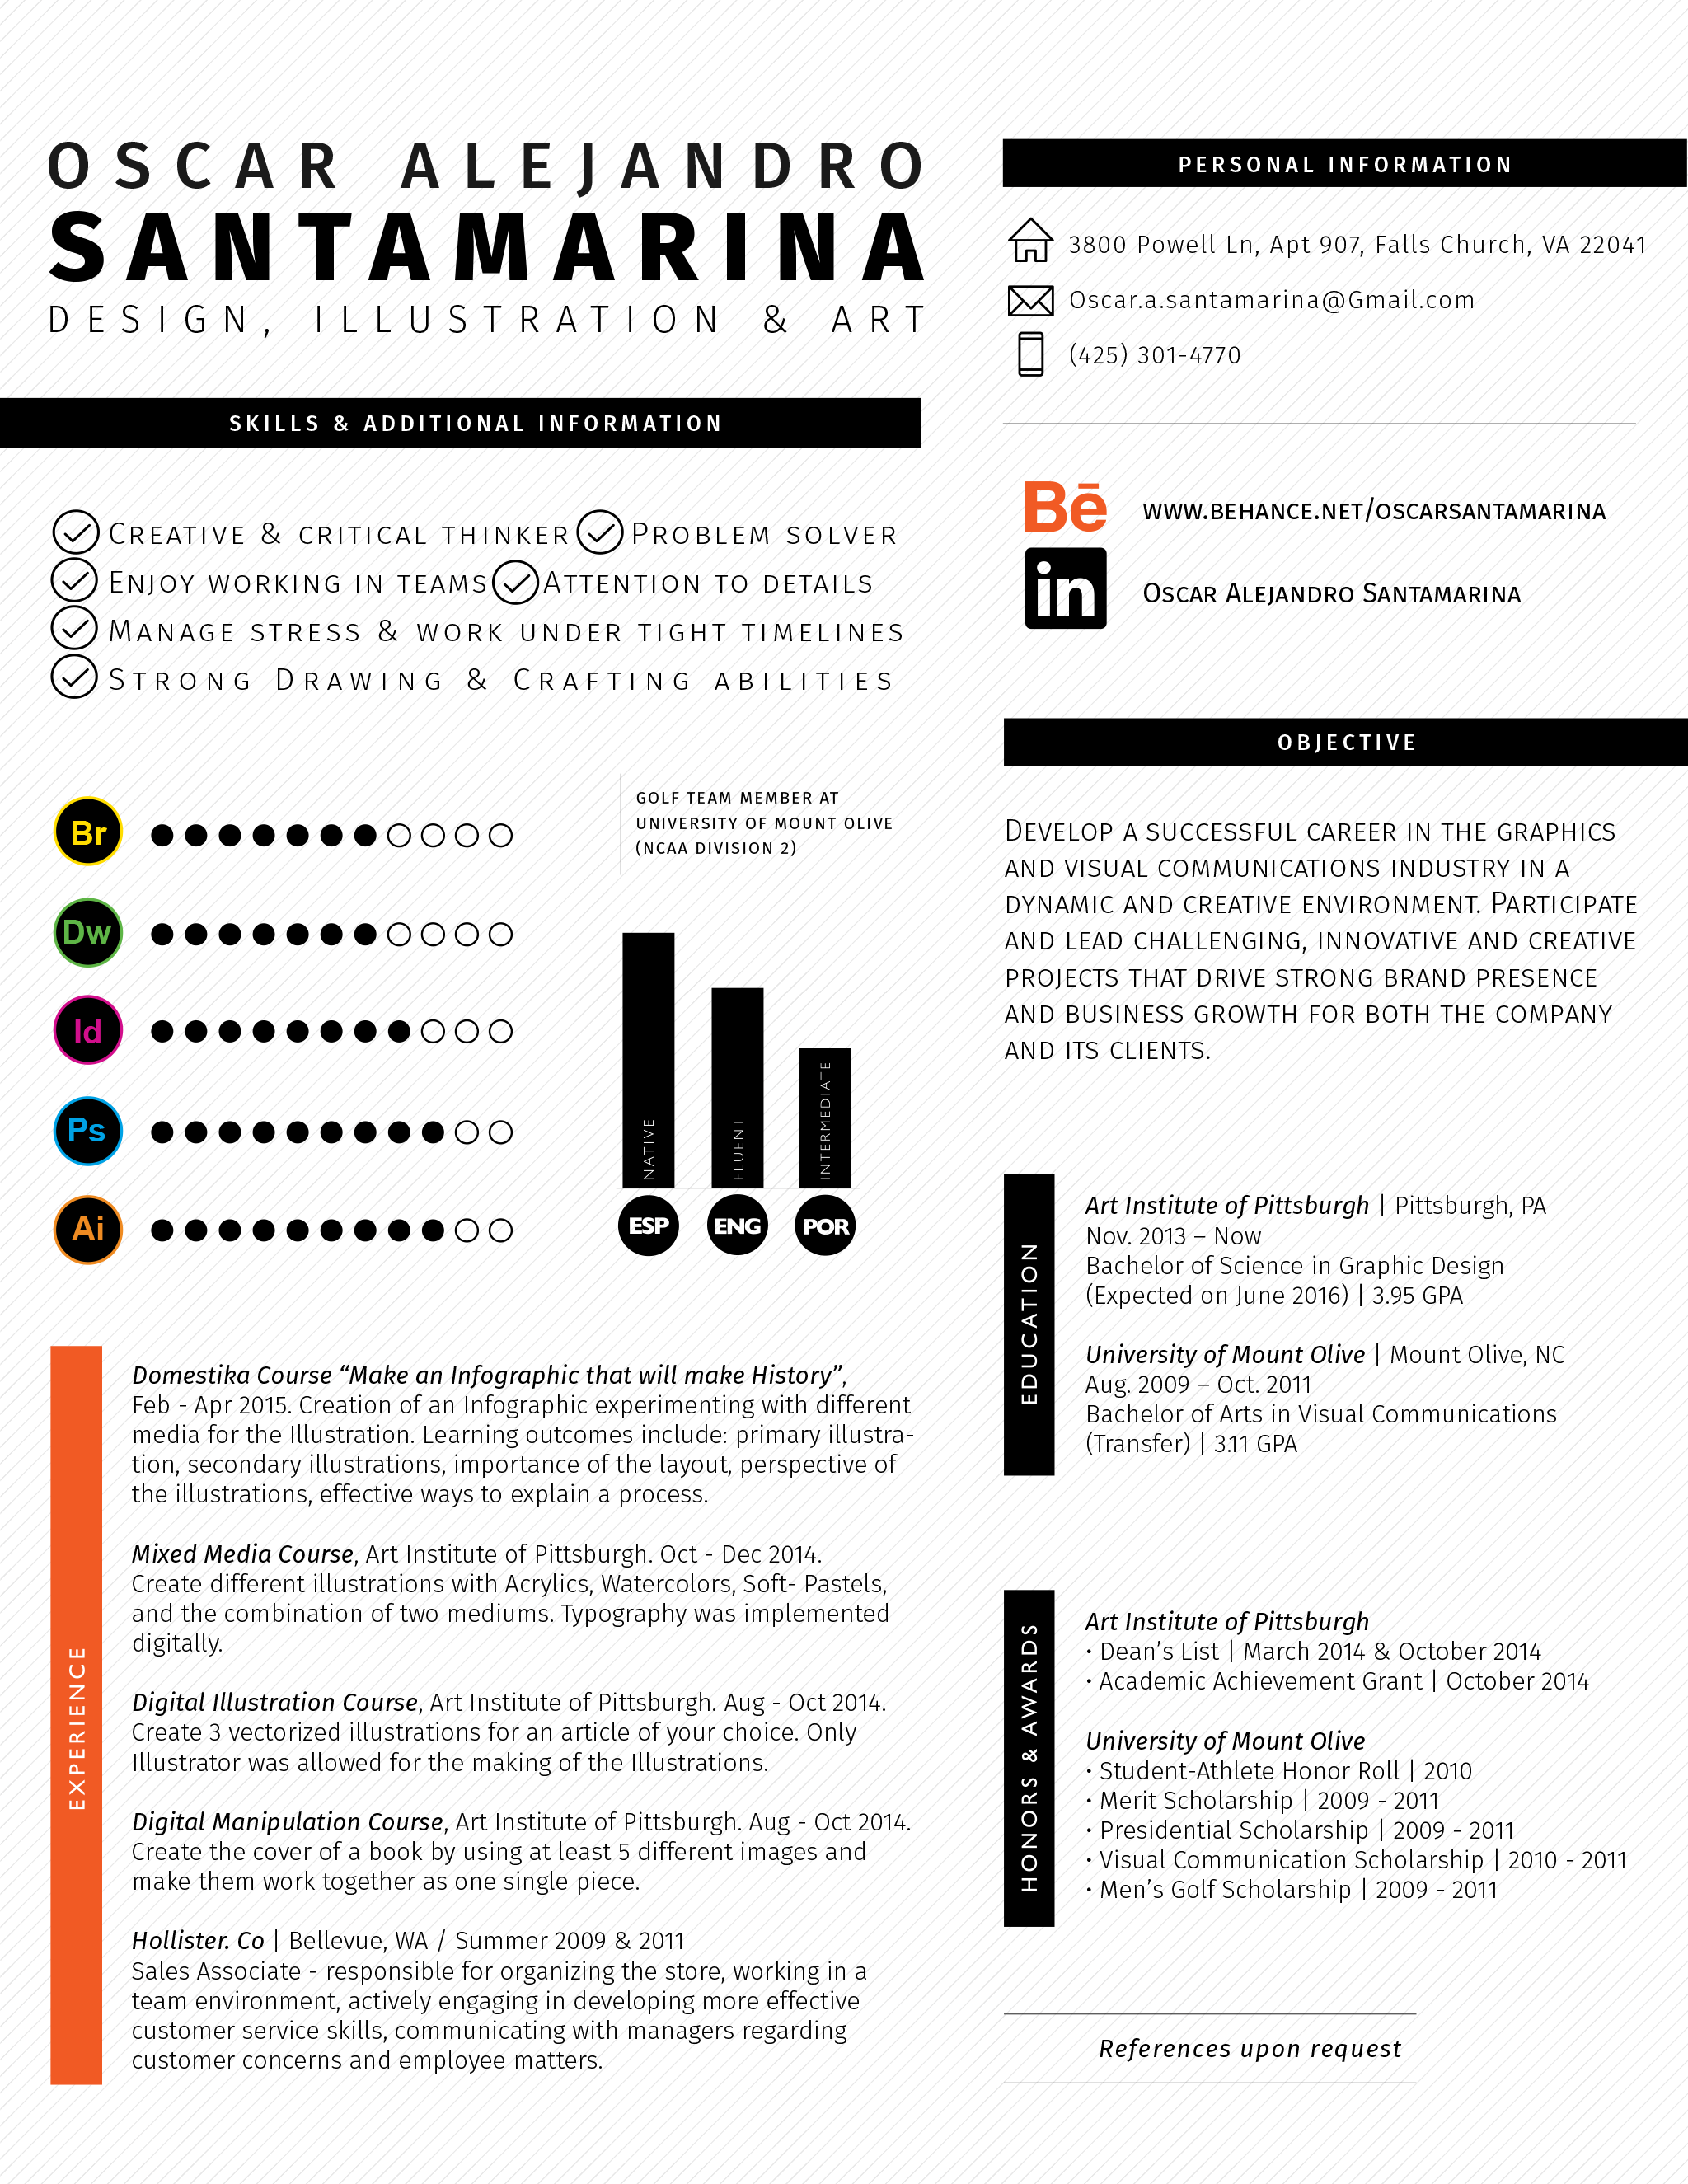 OSCAR ALEJANDRO
SANTAMARINA
DESIGN, ILLUSTRATION & ART
SKILLS & ADDITIONAL INFORMATION
Creative & critical thinker Problem solver
Enjoy working in teams Attention to details
Manage stress & work under tight timelines
Strong Drawing & Crafting abilities
Br
Dw
Id
Ps
Ai
golf team member at
university of mount olive
(ncaa division 2)
NATIVE
FLUENT
INTERMEDIATE
ESP ENG POR
EXPERIENCE
Domestika Course “Make an Infographic that will make History”,
Feb - Apr 2015. Creation of an Infographic experimenting with different
media for the Illustration. Learning outcomes include: primary illustra-
tion, secondary illustrations, importance of the layout, perspective of
the illustrations, effective ways to explain a process.
Mixed Media Course, Art Institute of Pittsburgh. Oct - Dec 2014.
Create different illustrations with Acrylics, Watercolors, Soft- Pastels,
and the combination of two mediums. Typography was implemented
digitally.
Digital Illustration Course, Art Institute of Pittsburgh. Aug - Oct 2014.
Create 3 vectorized illustrations for an article of your choice. Only
Illustrator was allowed for the making of the Illustrations.
Digital Manipulation Course, Art Institute of Pittsburgh. Aug - Oct 2014.
Create the cover of a book by using at least 5 different images and
make them work together as one single piece.
Hollister. Co | Bellevue, WA / Summer 2009 & 2011
Sales Associate - responsible for organizing the store, working in a
team environment, actively engaging in developing more effective
customer service skills, communicating with managers regarding
customer concerns and employee matters.
PERSONAL INFORMATION
3800 Powell Ln, Apt 907, Falls Church, VA 22041
Oscar.a.santamarina@Gmail.com
(425) 301-4770
Bē www.behance.net/oscarsantamarina
in Oscar Alejandro Santamarina
OBJECTIVE
Develop a successful career in the graphics
and visual communications industry in a
dynamic and creative environment. Participate
and lead challenging, innovative and creative
projects that drive strong brand presence
and business growth for both the company
and its clients.
EDUCATION
Art Institute of Pittsburgh | Pittsburgh, PA
Nov. 2013 – Now
Bachelor of Science in Graphic Design
(Expected on June 2016) | 3.95 GPA
University of Mount Olive | Mount Olive, NC
Aug. 2009 – Oct. 2011
Bachelor of Arts in Visual Communications
(Transfer) | 3.11 GPA
HONORS & AWARDS
Art Institute of Pittsburgh
• Dean’s List | March 2014 & October 2014
• Academic Achievement Grant | October 2014
University of Mount Olive
• Student-Athlete Honor Roll | 2010
• Merit Scholarship | 2009 - 2011
• Presidential Scholarship | 2009 - 2011
• Visual Communication Scholarship | 2010 - 2011
• Men’s Golf Scholarship | 2009 - 2011
References upon request